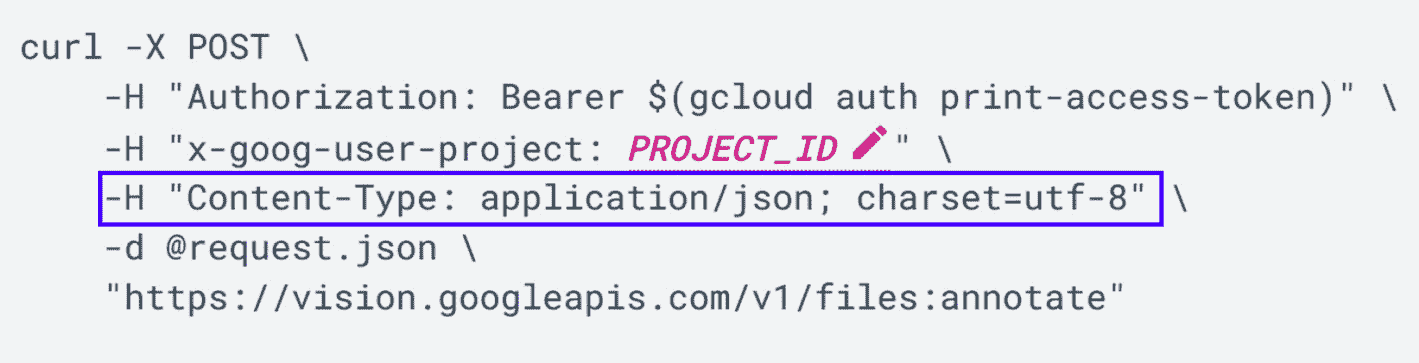 curl -X POST \
-H "Authorization: Bearer $(gcloud auth print-access-token)" \
-H "x-goog-user-project: PROJECT_ID" \
-H "Content-Type: application/json; charset=utf-8" \
-d @request.json \
"https://vision.googleapis.com/v1/files:annotate"